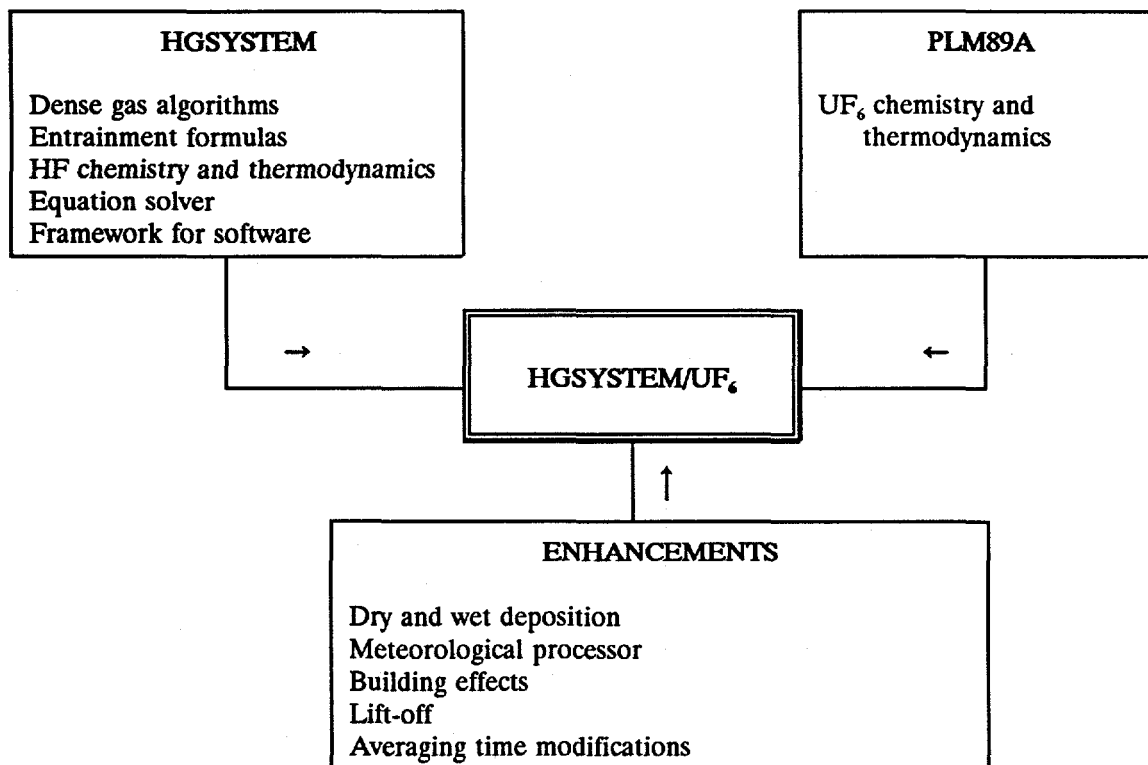 HGSYSTEM
Dense gas algorithms
Entrainment formulas
HF chemistry and thermodynamics
Equation solver
Framework for software
PLM89A
UF₆ chemistry and
thermodynamics
→
←
HGSYSTEM/UF₆
↑
ENHANCEMENTS
Dry and wet deposition
Meteorological processor
Building effects
Lift-off
Averaging time modifications